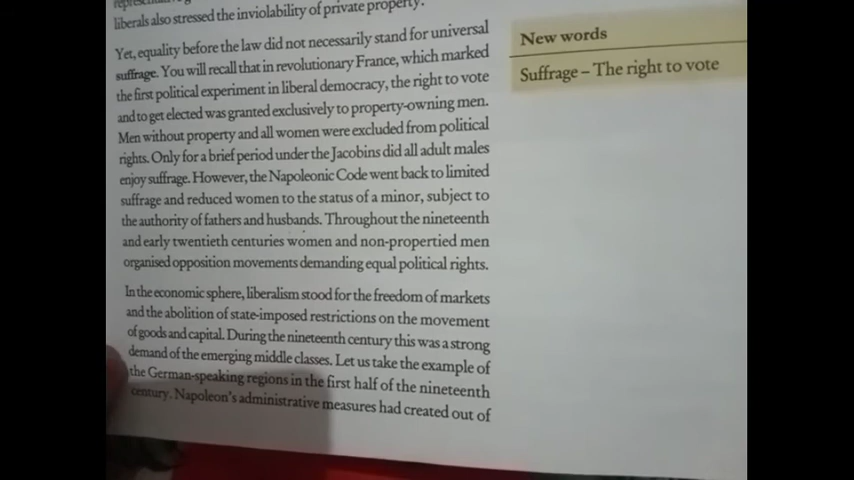 liberals also stressed the inviolability of private property.
Yet, equality before the law did not necessarily stand for universal
suffrage. You will recall that in revolutionary France, which marked
the first political experiment in liberal democracy, the right to vote
and to get elected was granted exclusively to property-owning men.
Men without property and all women were excluded from political
rights. Only for a brief period under the Jacobins did all adult males
enjoy suffrage. However, the Napoleonic Code went back to limited
suffrage and reduced women to the status of a minor, subject to
the authority of fathers and husbands. Throughout the nineteenth
and early twentieth centuries women and non-propertied men
organised opposition movements demanding equal political rights.
In the economic sphere, liberalism stood for the freedom of markets
and the abolition of state-imposed restrictions on the movement
of goods and capital. During the nineteenth century this was a strong
demand of the emerging middle classes. Let us take the example of
the German-speaking regions in the first half of the nineteenth
century. Napoleon's administrative measures had created out of
New words
Suffrage – The right to vote